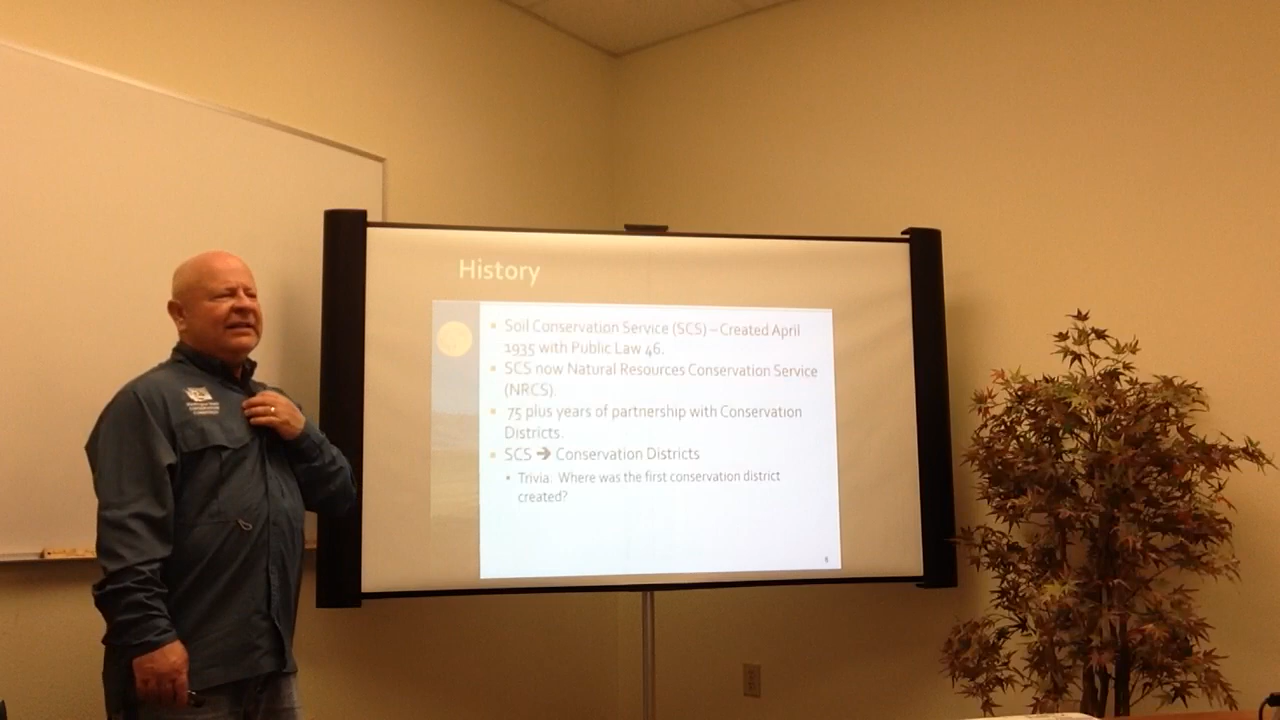 History
Soil Conservation Service (SCS) – Created April
1935 with Public Law 46.
SCS now Natural Resources Conservation Service
(NRCS).
75 plus years of partnership with Conservation
Districts.
SCS ➔ Conservation Districts
Trivia: Where was the first conservation district
created?